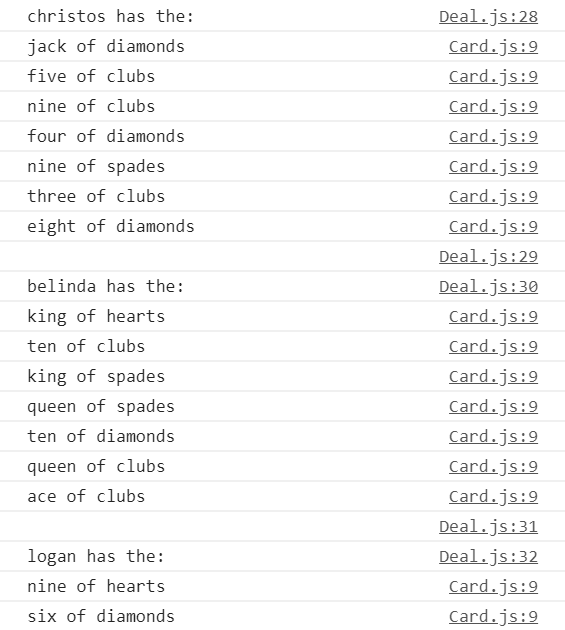 christos has the: Deal.js:28
jack of diamonds Card.js:9
five of clubs Card.js:9
nine of clubs Card.js:9
four of diamonds Card.js:9
nine of spades Card.js:9
three of clubs Card.js:9
eight of diamonds Card.js:9
Deal.js:29
belinda has the: Deal.js:30
king of hearts Card.js:9
ten of clubs Card.js:9
king of spades Card.js:9
queen of spades Card.js:9
ten of diamonds Card.js:9
queen of clubs Card.js:9
ace of clubs Card.js:9
Deal.js:31
logan has the: Deal.js:32
nine of hearts Card.js:9
six of diamonds Card.js:9